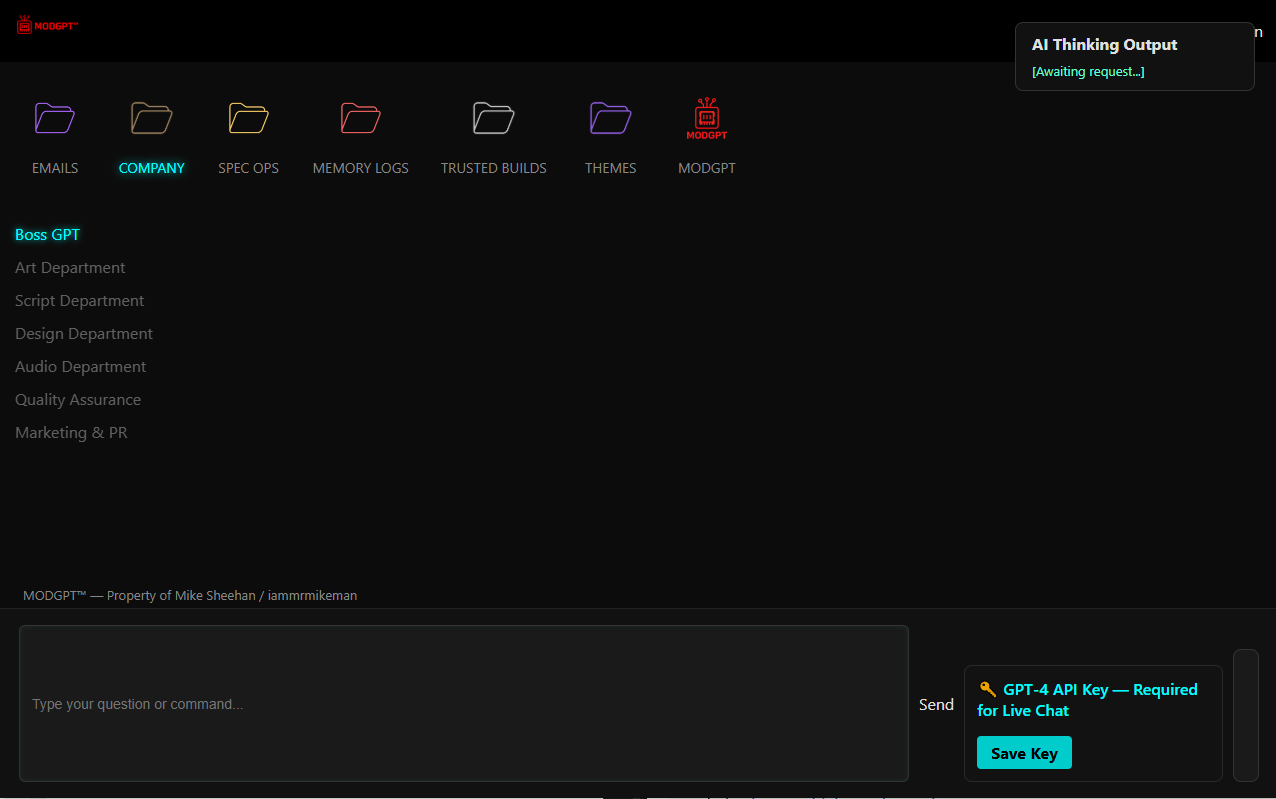 MODGPT™
AI Thinking Output
n
[Awaiting request...]
MODGPT
EMAILS
COMPANY
SPEC OPS
MEMORY LOGS
TRUSTED BUILDS
THEMES
MODGPT
Boss GPT
Art Department
Script Department
Design Department
Audio Department
Quality Assurance
Marketing & PR
MODGPT™ — Property of Mike Sheehan / iammrmikeman
Type your question or command...
Send
🔑 GPT-4 API Key — Required
for Live Chat
Save Key